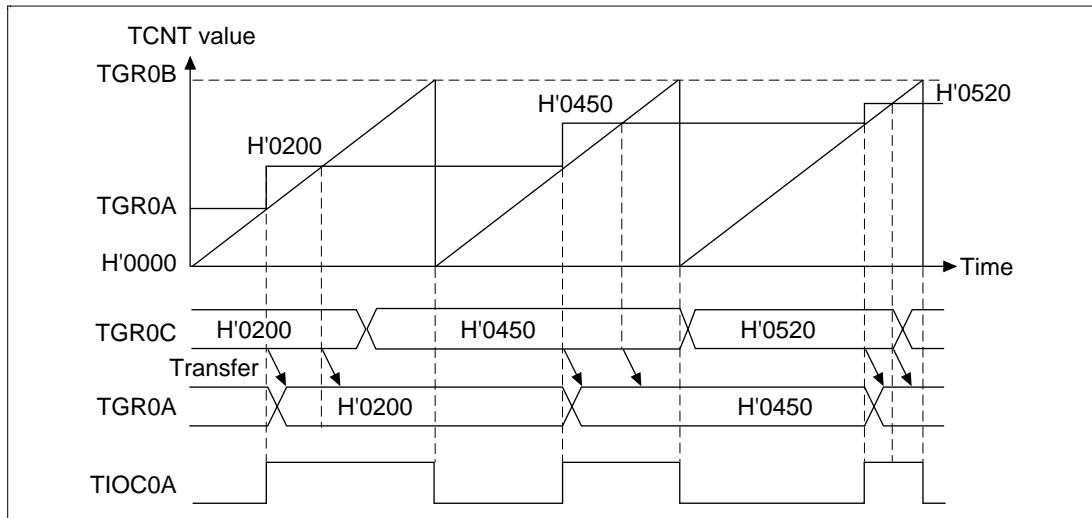 TCNT value
TGR0B
H'0520
H'0450
H'0200
TGR0A
H'0000
Time
TGR0C
H'0200
H'0450
H'0520
Transfer
TGR0A
H'0200
H'0450
TIOC0A